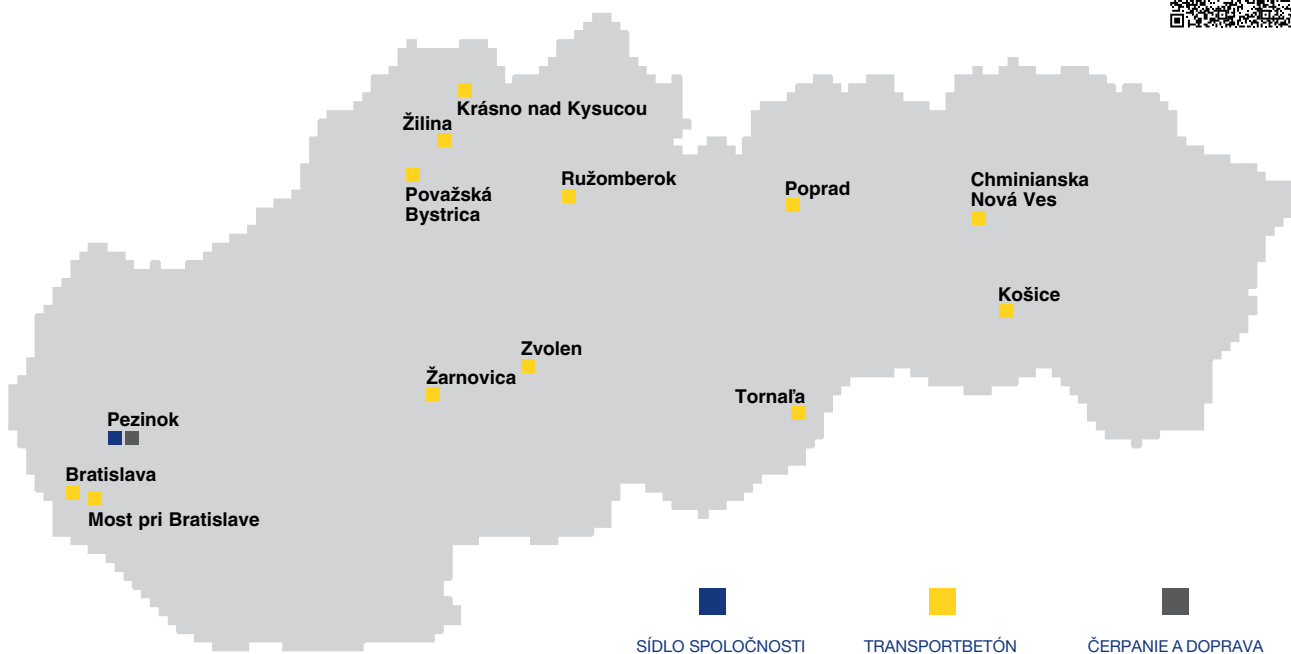 Krásno nad Kysucou
Žilina
Považská
Bystrica
Ružomberok
Poprad
Chminianska
Nová Ves
Košice
Zvolen
Žarnovica
Tornaľa
Pezinok
Bratislava
Most pri Bratislave
SÍDLO SPOLOČNOSTI
TRANSPORTBETÓN
ČERPANIE A DOPRAVA